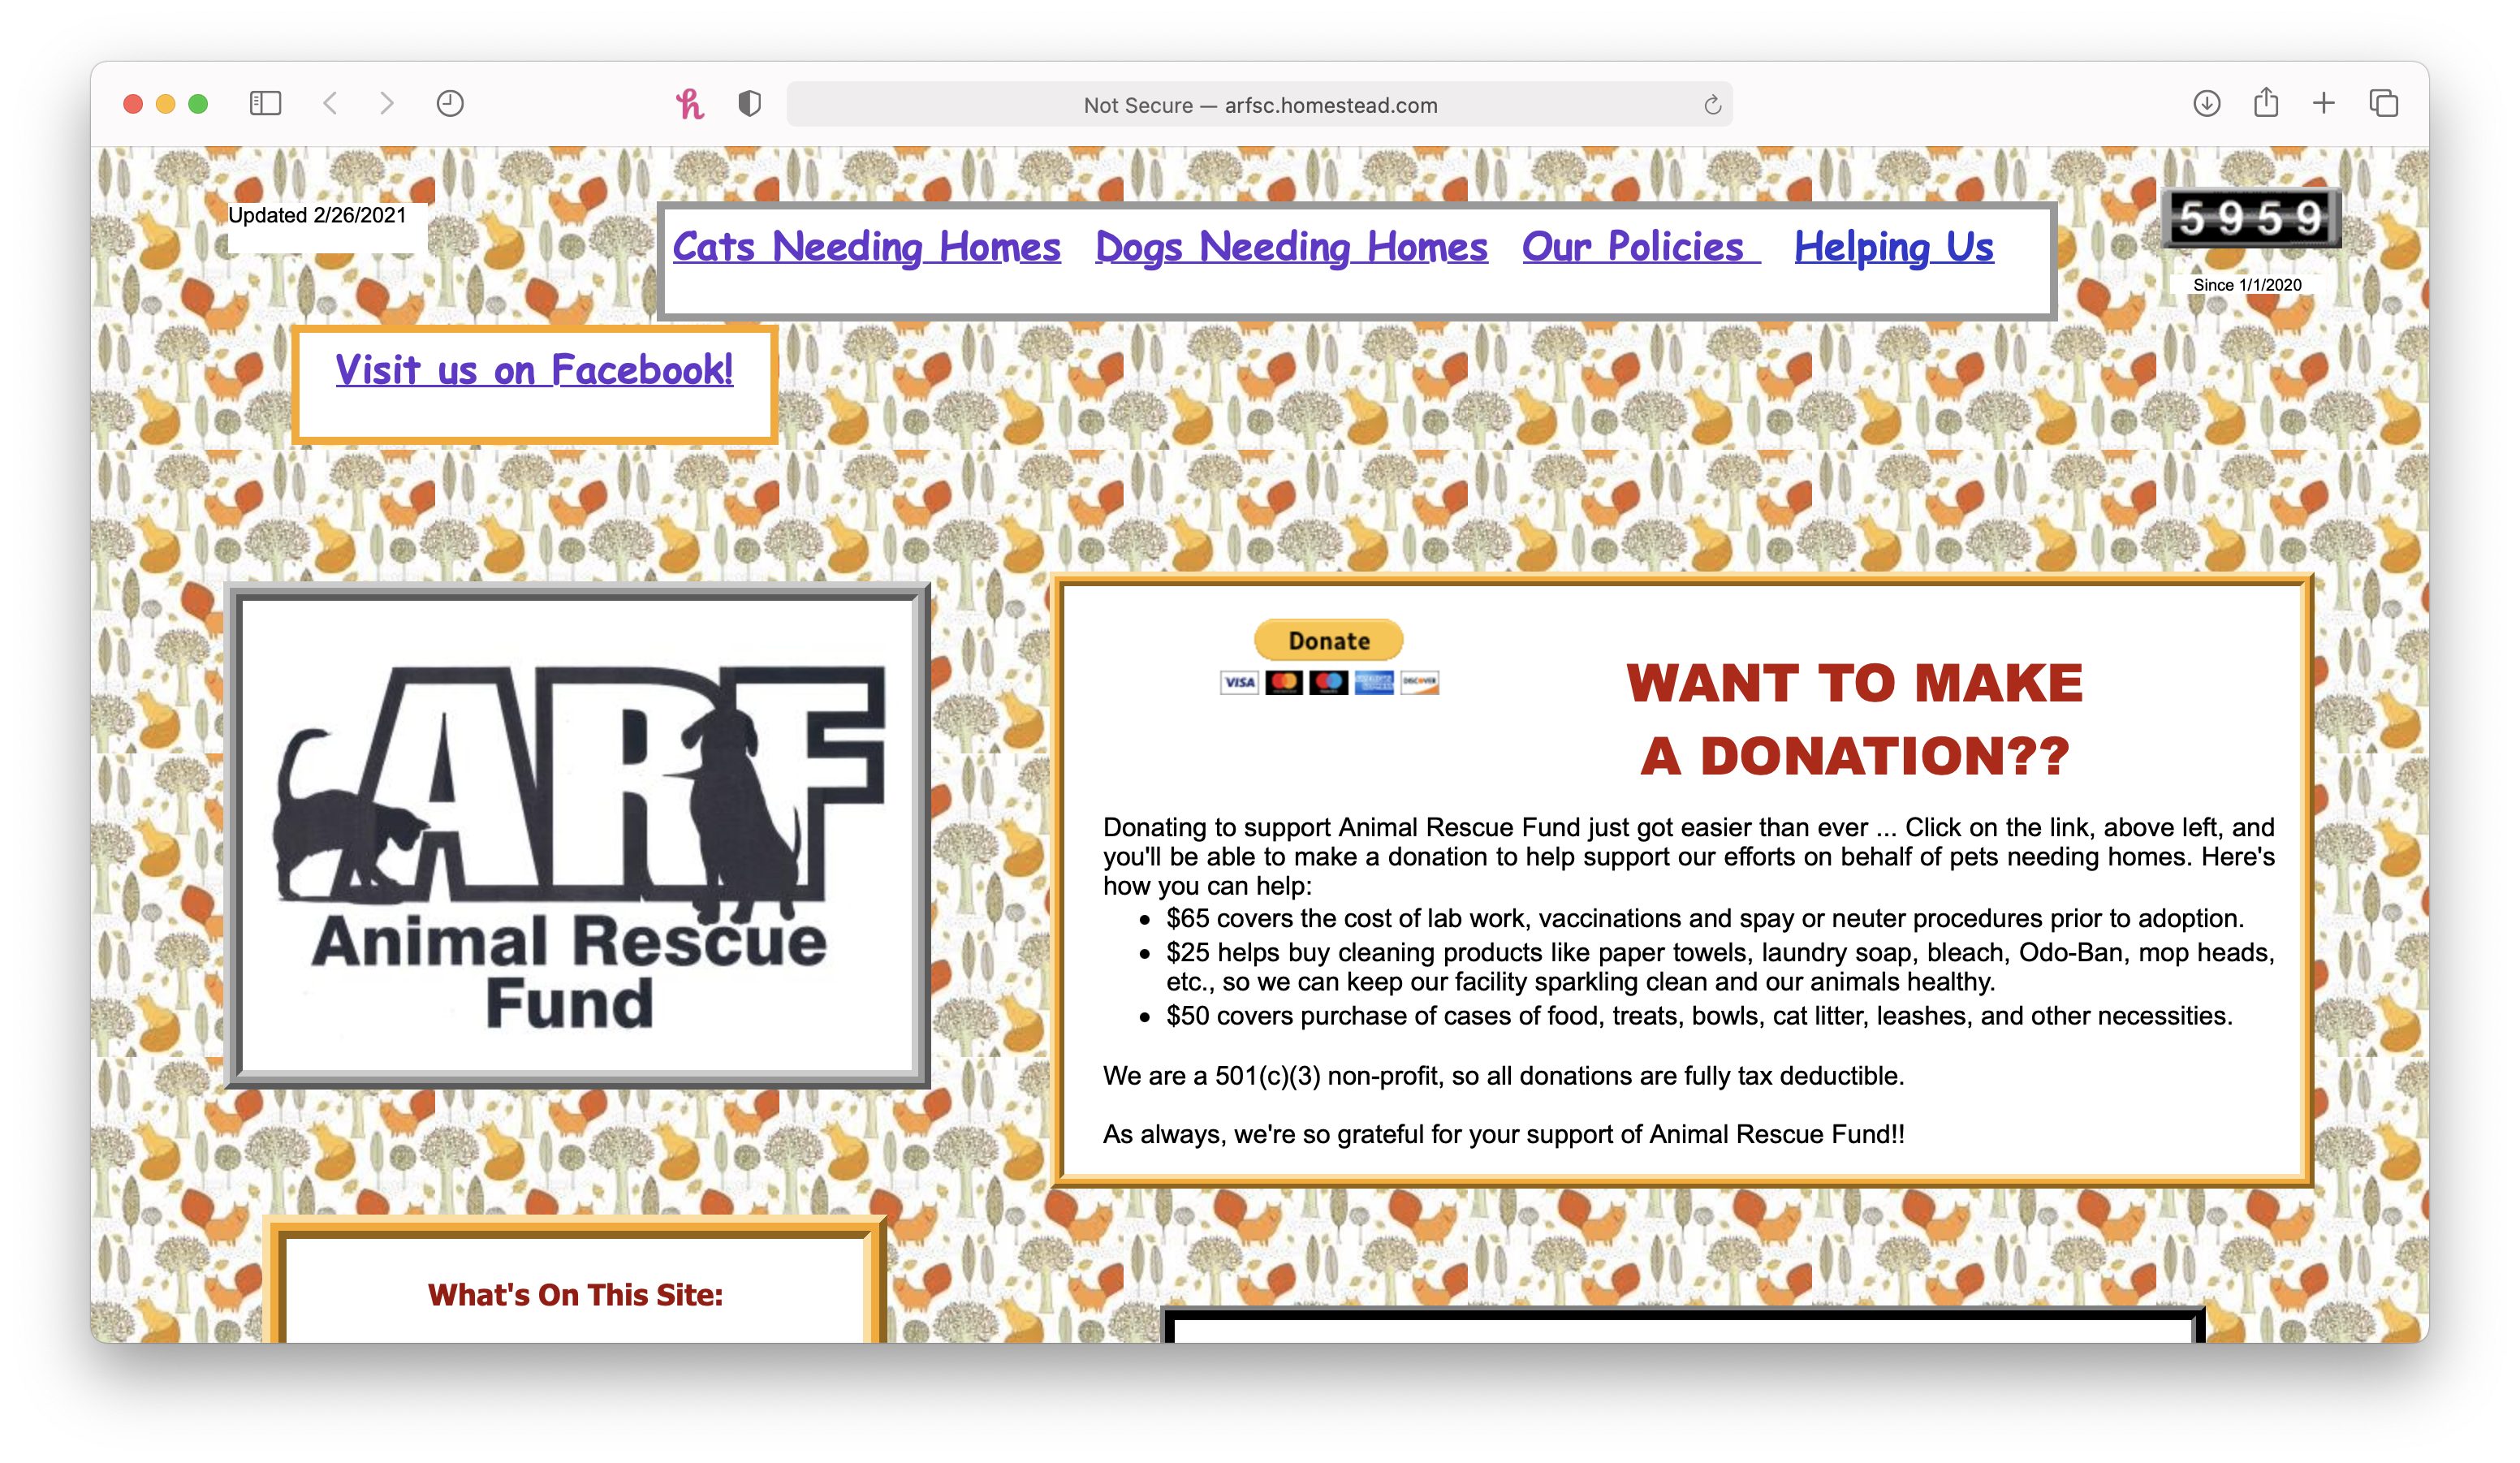 Not Secure — arfsc.homestead.com
Updated 2/26/2021
Cats Needing Homes Dogs Needing Homes Our Policies Helping Us
5959
Since 1/1/2020
Visit us on Facebook!
ARF
Animal Rescue
Fund
Donate
VISA
DISCOVER
WANT TO MAKE
A DONATION??
Donating to support Animal Rescue Fund just got easier than ever ... Click on the link, above left, and
you'll be able to make a donation to help support our efforts on behalf of pets needing homes. Here's
how you can help:
• $65 covers the cost of lab work, vaccinations and spay or neuter procedures prior to adoption.
• $25 helps buy cleaning products like paper towels, laundry soap, bleach, Odo-Ban, mop heads,
etc., so we can keep our facility sparkling clean and our animals healthy.
• $50 covers purchase of cases of food, treats, bowls, cat litter, leashes, and other necessities.
We are a 501(c)(3) non-profit, so all donations are fully tax deductible.
As always, we're so grateful for your support of Animal Rescue Fund!!
What's On This Site: